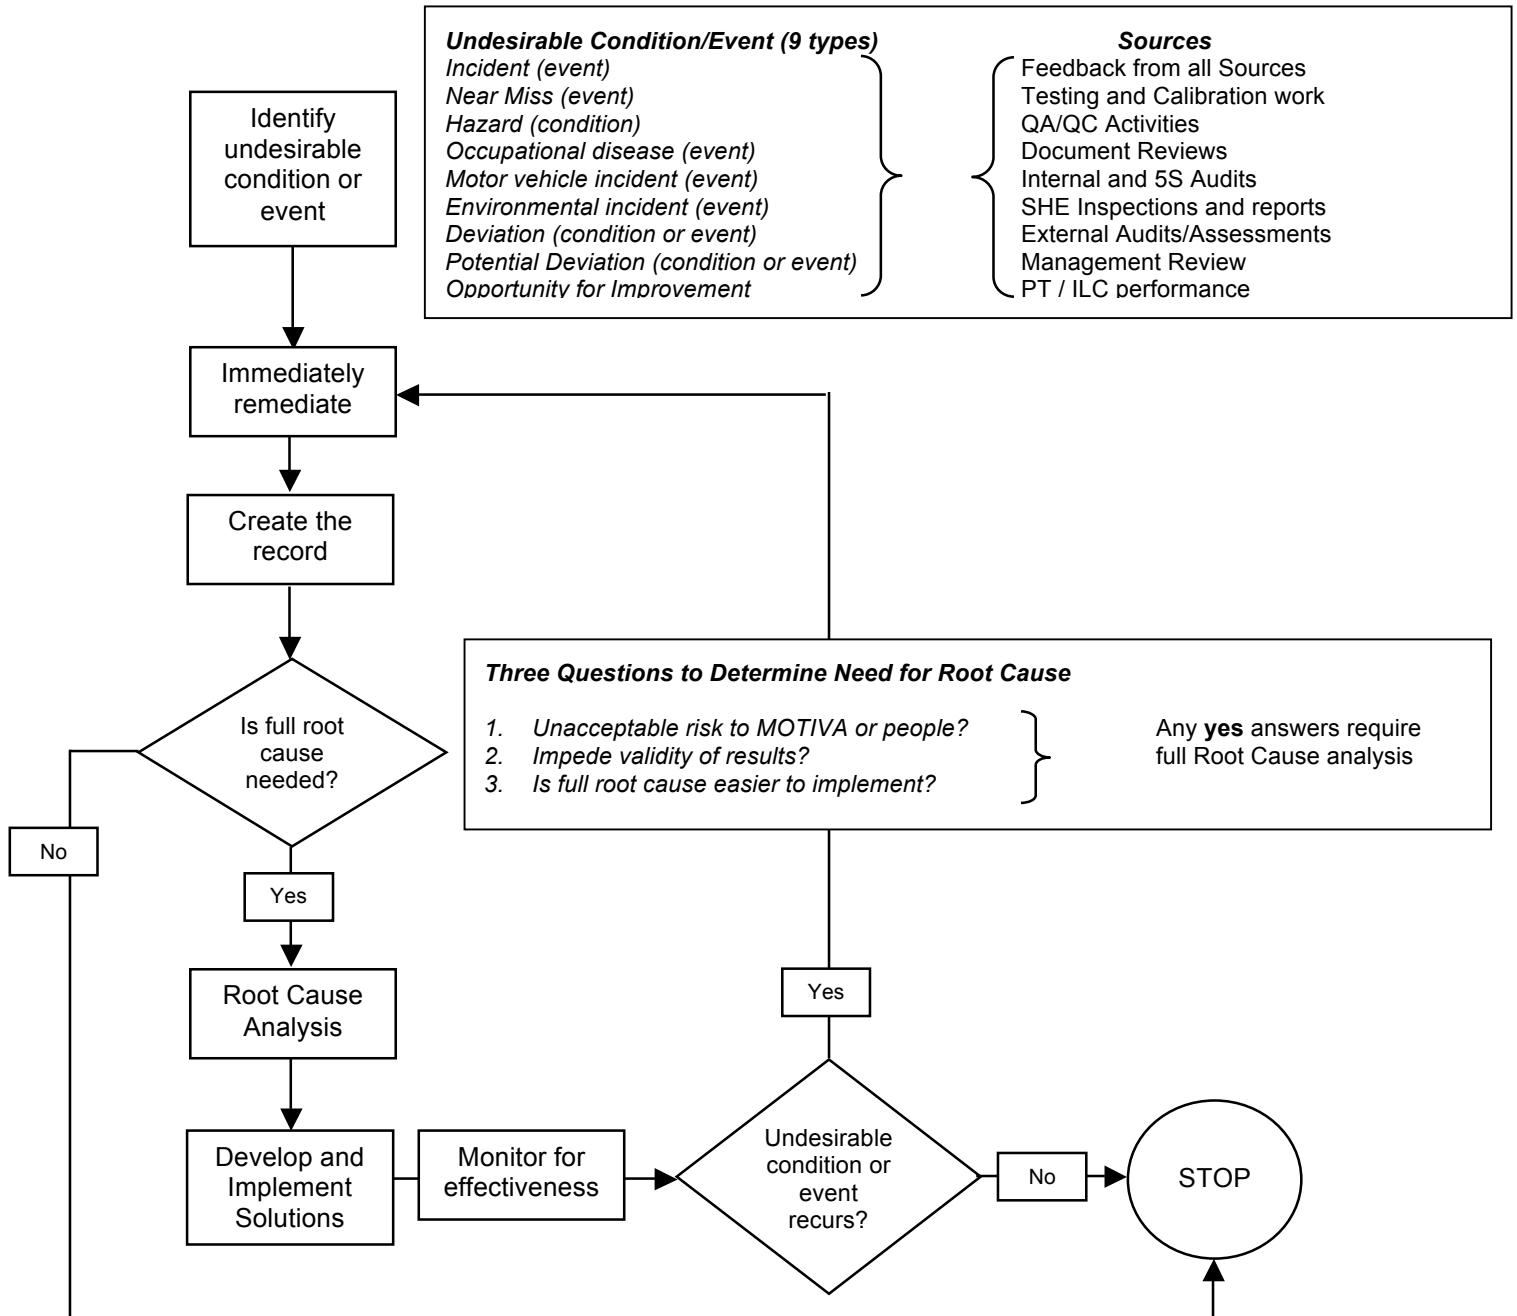 Undesirable Condition/Event (9 types)
Sources
Incident (event)
Feedback from all Sources
Near Miss (event)
Testing and Calibration work
Hazard (condition)
QA/QC Activities
Occupational disease (event)
Document Reviews
Motor vehicle incident (event)
Internal and 5S Audits
Environmental incident (event)
SHE Inspections and reports
Deviation (condition or event)
External Audits/Assessments
Potential Deviation (condition or event)
Management Review
Opportunity for Improvement
PT / ILC performance
Identify
undesirable
condition or
event
Immediately
remediate
Create the
record
Is full root
cause
needed?
Three Questions to Determine Need for Root Cause
1. Unacceptable risk to MOTIVA or people?
2. Impede validity of results?
3. Is full root cause easier to implement?
Any yes answers require
full Root Cause analysis
No
Yes
Root Cause
Analysis
Develop and
Implement
Solutions
Monitor for
effectiveness
Undesirable
condition or
event
recurs?
Yes
No
STOP